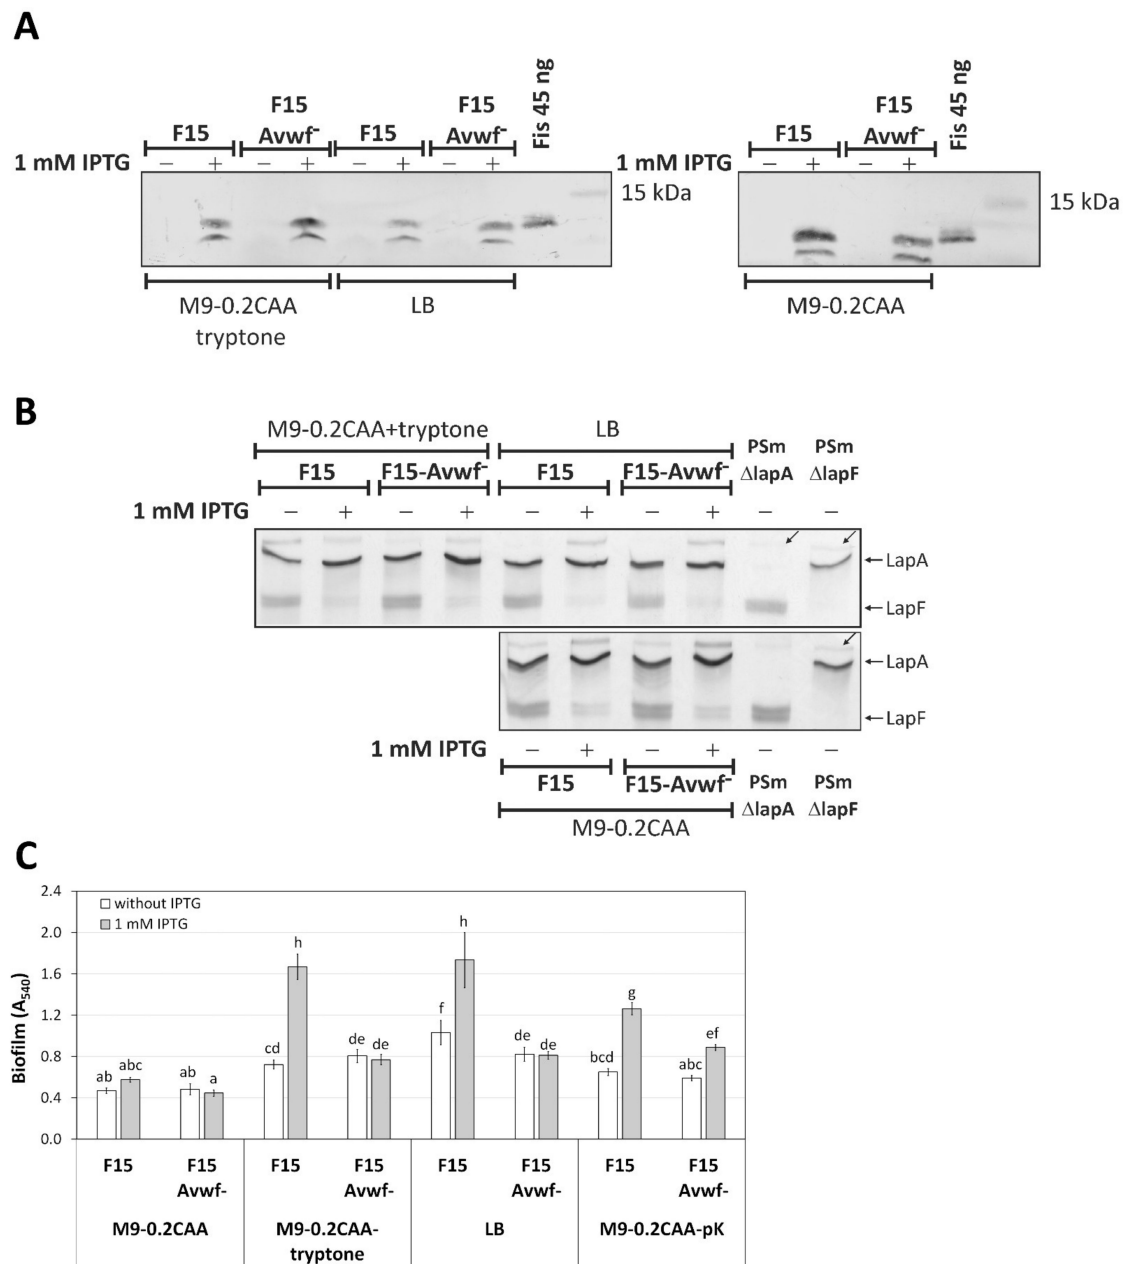 A
F15
F15
Avwf⁻
F15
F15
Avwf⁻
Fis 45 ng
1 mM IPTG − + − + − + − +
15 kDa
M9-0.2CAA
tryptone
LB
F15
F15
Avwf⁻
Fis 45 ng
1 mM IPTG − + − +
15 kDa
M9-0.2CAA
B
M9-0.2CAA+tryptone LB
F15 F15-Avwf⁻ F15 F15-Avwf⁻
PSm
ΔlapA
PSm
ΔlapF
1 mM IPTG − + − + − + − + − −
LapA
LapF
LapA
LapF
1 mM IPTG − + − + − −
F15 F15-Avwf⁻
PSm
ΔlapA
PSm
ΔlapF
M9-0.2CAA
C
Biofilm (A₅₄₀)
2.4
2.0
1.6
1.2
0.8
0.4
0.0
without IPTG
1 mM IPTG
ab abc ab a cd h de de f h de de bcd g abc ef
F15
F15
Avwf-
F15
F15
Avwf-
F15
F15
Avwf-
F15
F15
Avwf-
M9-0.2CAA
M9-0.2CAA-
tryptone
LB
M9-0.2CAA-pK